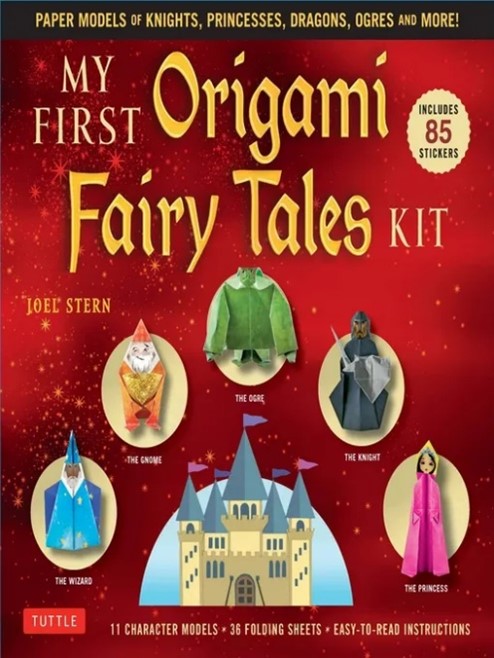 PAPER MODELS OF KNIGHTS, PRINCESSES, DRAGONS, OGRES AND MORE!
MY
FIRST
Origami
INCLUDES
85
STICKERS
Fairy Tales KIT
JOEL STERN
THE OGRE
THE GNOME
THE KNIGHT
THE WIZARD
THE PRINCESS
TUTTLE
11 CHARACTER MODELS • 36 FOLDING SHEETS • EASY-TO-READ INSTRUCTIONS